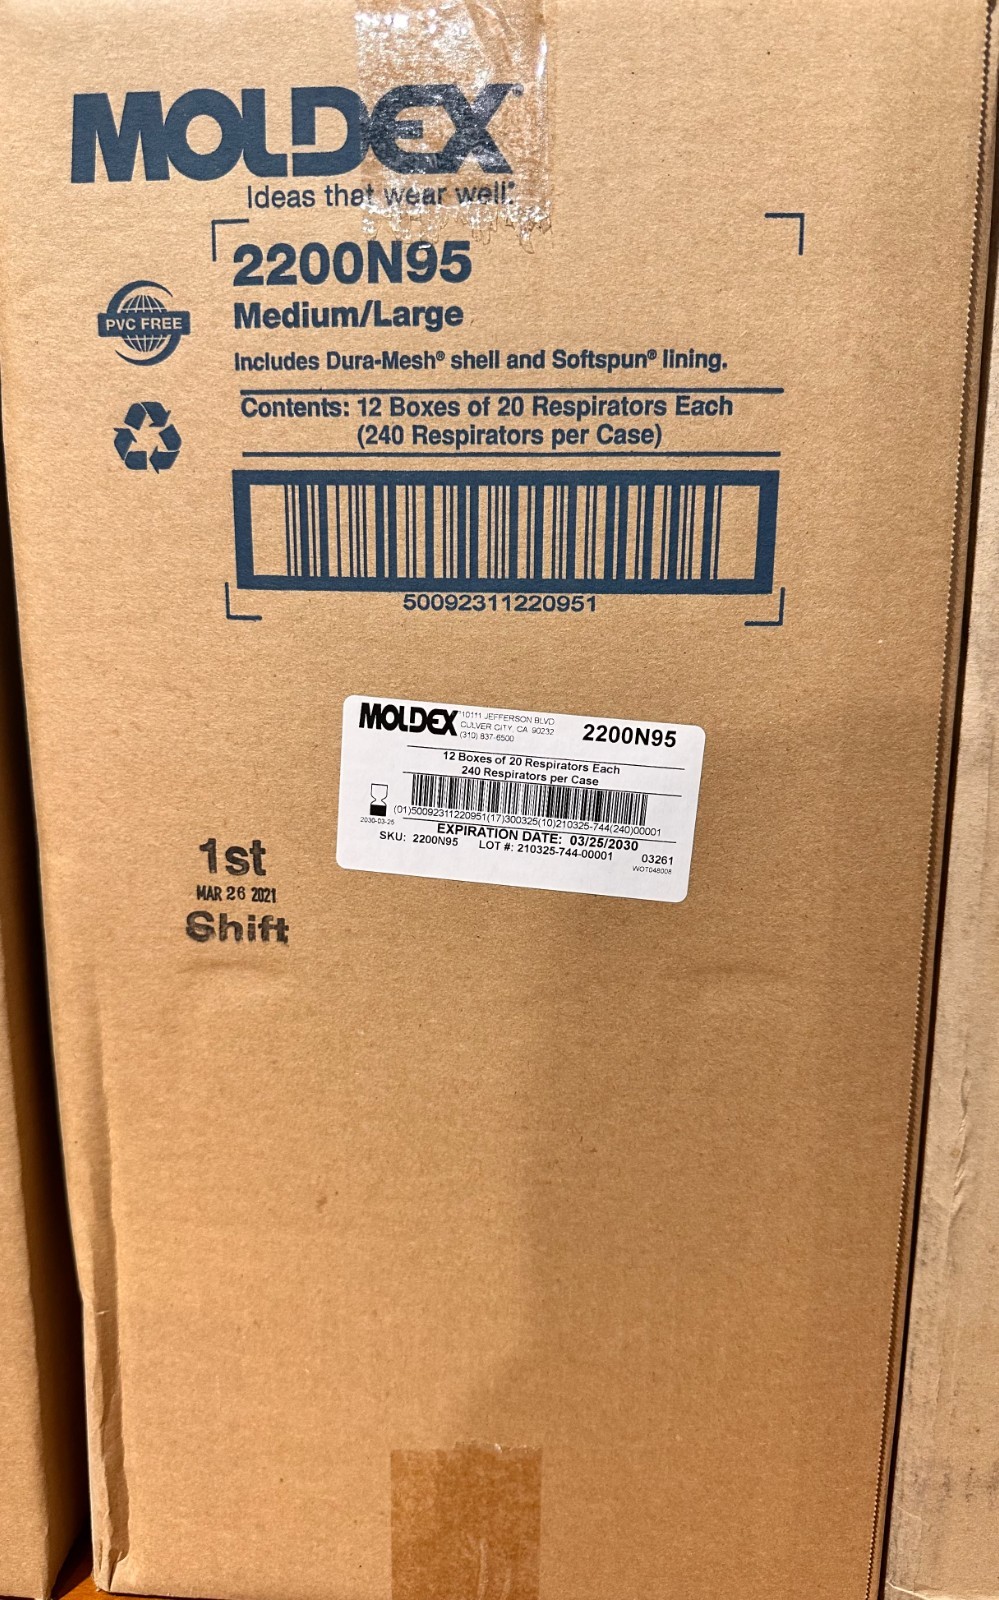 MOLDEX
Ideas that wear well.®
2200N95
Medium/Large
PVC FREE
Includes Dura-Mesh® shell and Softspun® lining.
Contents: 12 Boxes of 20 Respirators Each
(240 Respirators per Case)
50092311220951
MOLDEX
10111 JEFFERSON BLVD
CULVER CITY, CA 90232
(310) 837-6500
2200N95
12 Boxes of 20 Respirators Each
240 Respirators per Case
(01)50092311220951(17)300325(10)210325-744(240)00001
2030-03-25
EXPIRATION DATE: 03/25/2030
SKU: 2200N95 LOT #: 210325-744-00001
03261
WOT048008
1st
MAR 26 2021
Shift